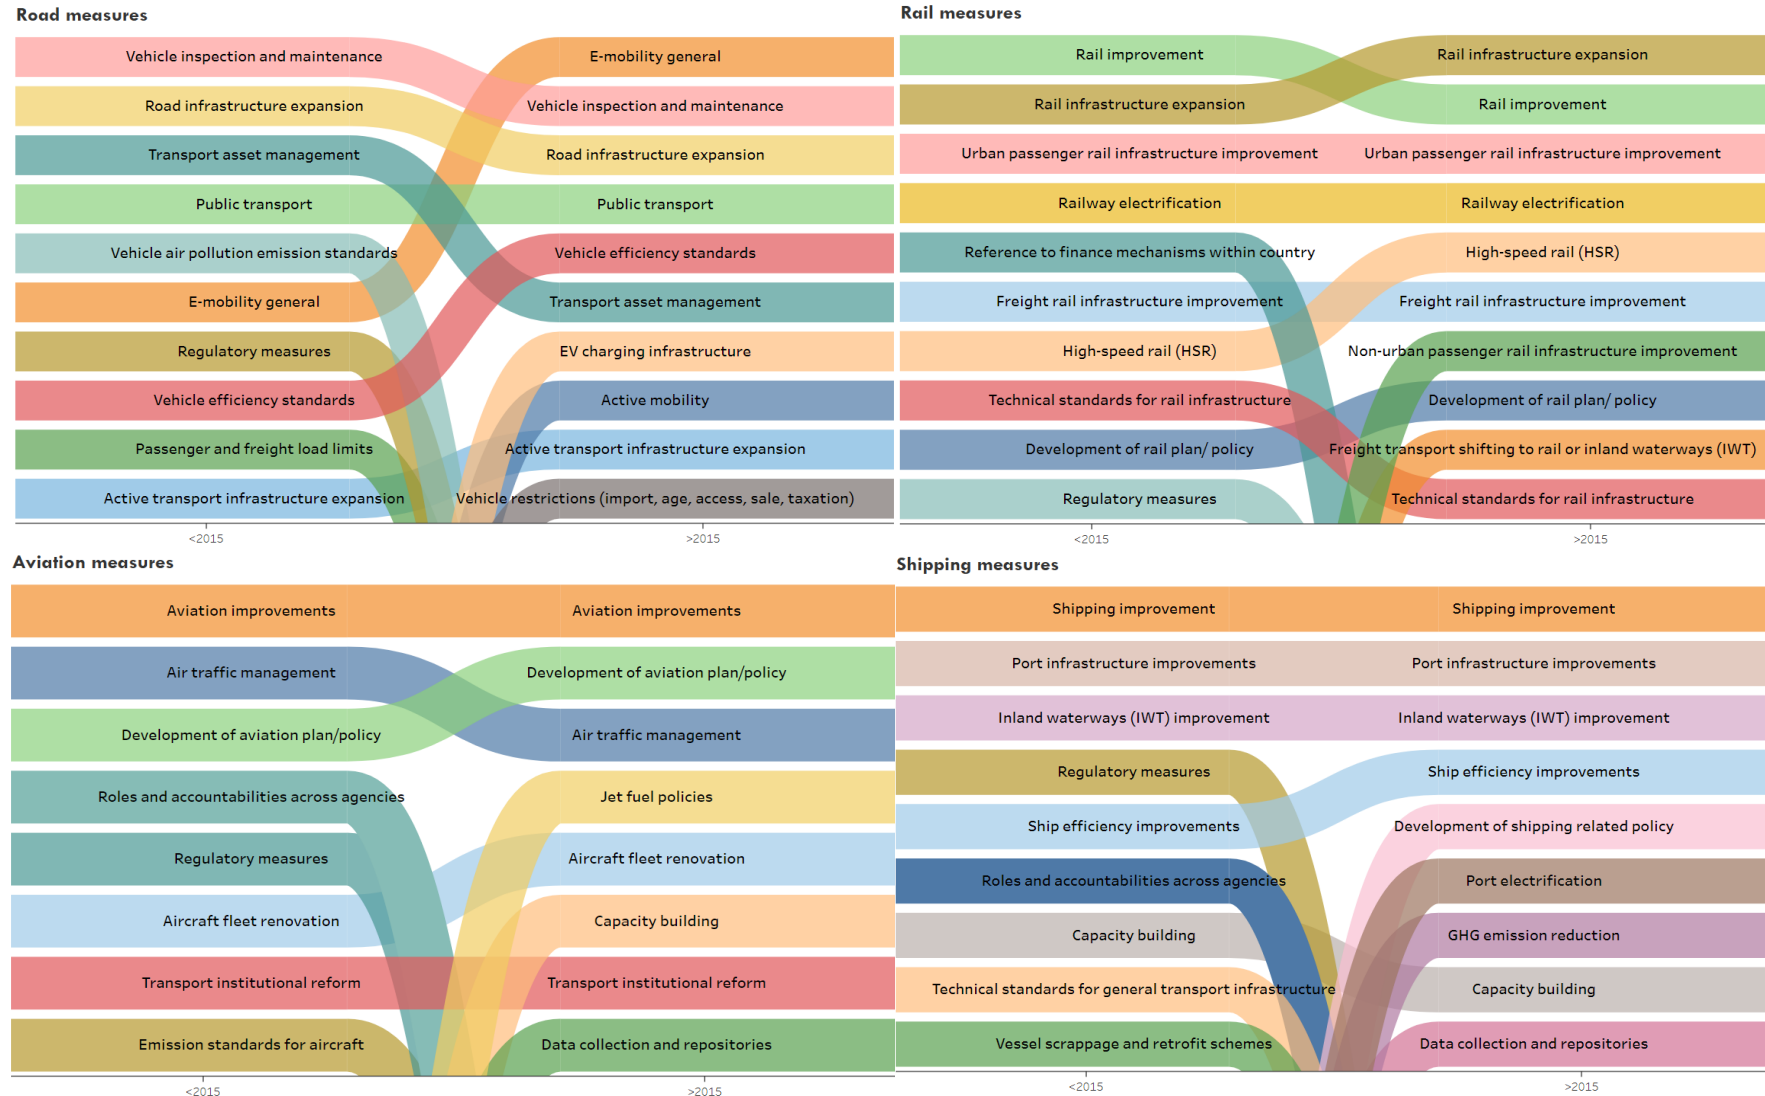 Road measures
Vehicle inspection and maintenance
Road infrastructure expansion
Transport asset management
Public transport
Vehicle air pollution emission standards
E-mobility general
Regulatory measures
Vehicle efficiency standards
Passenger and freight load limits
Active transport infrastructure expansion
<2015
E-mobility general
Vehicle inspection and maintenance
Road infrastructure expansion
Public transport
Vehicle efficiency standards
Transport asset management
EV charging infrastructure
Active mobility
Active transport infrastructure expansion
Vehicle restrictions (import, age, access, sale, taxation)
>2015
Rail measures
Rail improvement
Rail infrastructure expansion
Urban passenger rail infrastructure improvement
Railway electrification
Reference to finance mechanisms within country
Freight rail infrastructure improvement
High-speed rail (HSR)
Technical standards for rail infrastructure
Development of rail plan/ policy
Regulatory measures
<2015
Rail infrastructure expansion
Rail improvement
Urban passenger rail infrastructure improvement
Railway electrification
High-speed rail (HSR)
Freight rail infrastructure improvement
Non-urban passenger rail infrastructure improvement
Development of rail plan/ policy
Freight transport shifting to rail or inland waterways (IWT)
Technical standards for rail infrastructure
>2015
Aviation measures
Aviation improvements
Air traffic management
Development of aviation plan/policy
Roles and accountabilities across agencies
Regulatory measures
Aircraft fleet renovation
Transport institutional reform
Emission standards for aircraft
<2015
Aviation improvements
Development of aviation plan/policy
Air traffic management
Jet fuel policies
Aircraft fleet renovation
Capacity building
Transport institutional reform
Data collection and repositories
>2015
Shipping measures
Shipping improvement
Port infrastructure improvements
Inland waterways (IWT) improvement
Regulatory measures
Ship efficiency improvements
Roles and accountabilities across agencies
Capacity building
Technical standards for general transport infrastructure
Vessel scrappage and retrofit schemes
<2015
Shipping improvement
Port infrastructure improvements
Inland waterways (IWT) improvement
Ship efficiency improvements
Development of shipping related policy
Port electrification
GHG emission reduction
Capacity building
Data collection and repositories
>2015